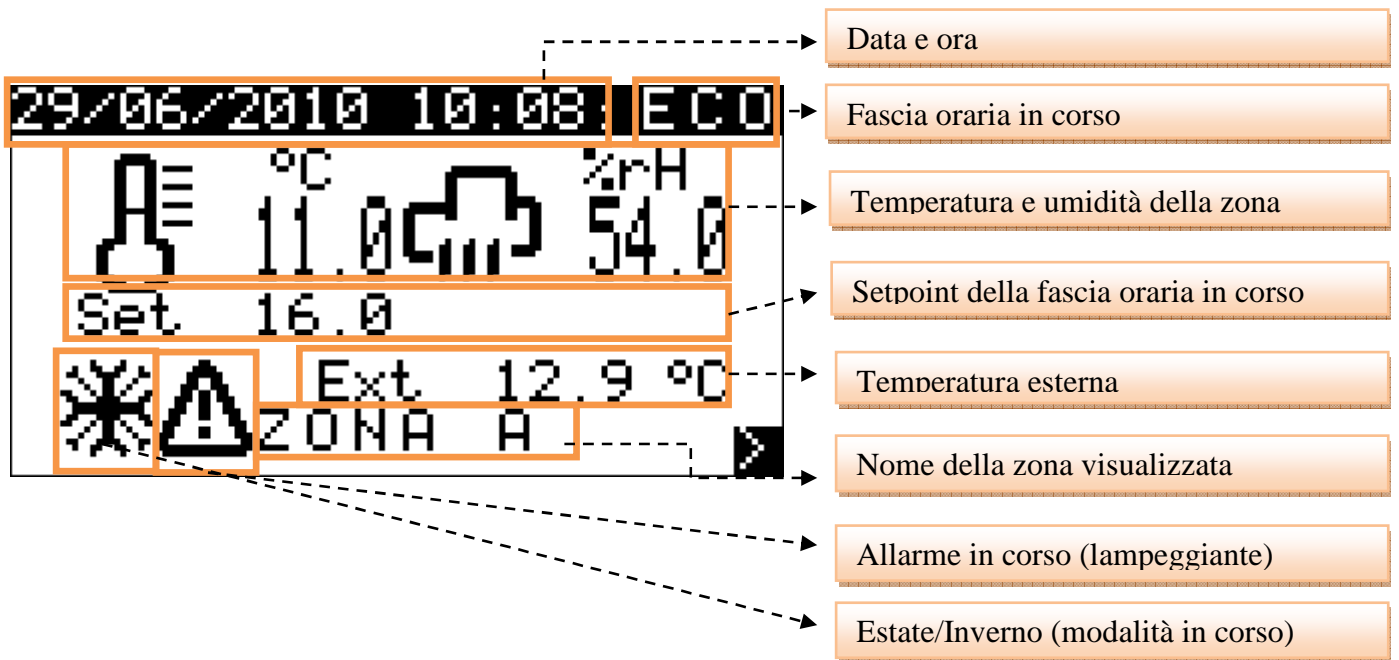 Data e ora
29/06/2010 10:08: ECO
Fascia oraria in corso
°C %rH
11.0 54.0
Temperatura e umidità della zona
Set 16.0
Setpoint della fascia oraria in corso
Ext 12.9 °C
Temperatura esterna
ZONA A >
Nome della zona visualizzata
Allarme in corso (lampeggiante)
Estate/Inverno (modalità in corso)